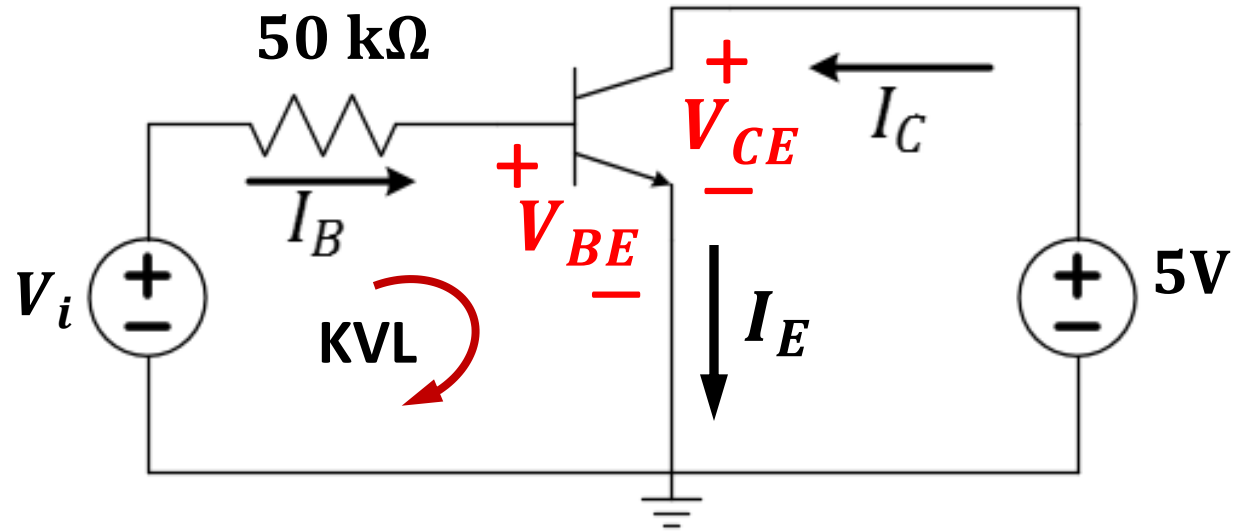 50 kΩ
+
V_CE
−
I_C
+
V_BE
−
I_B
V_i
+
−
KVL
I_E
+
−
5V